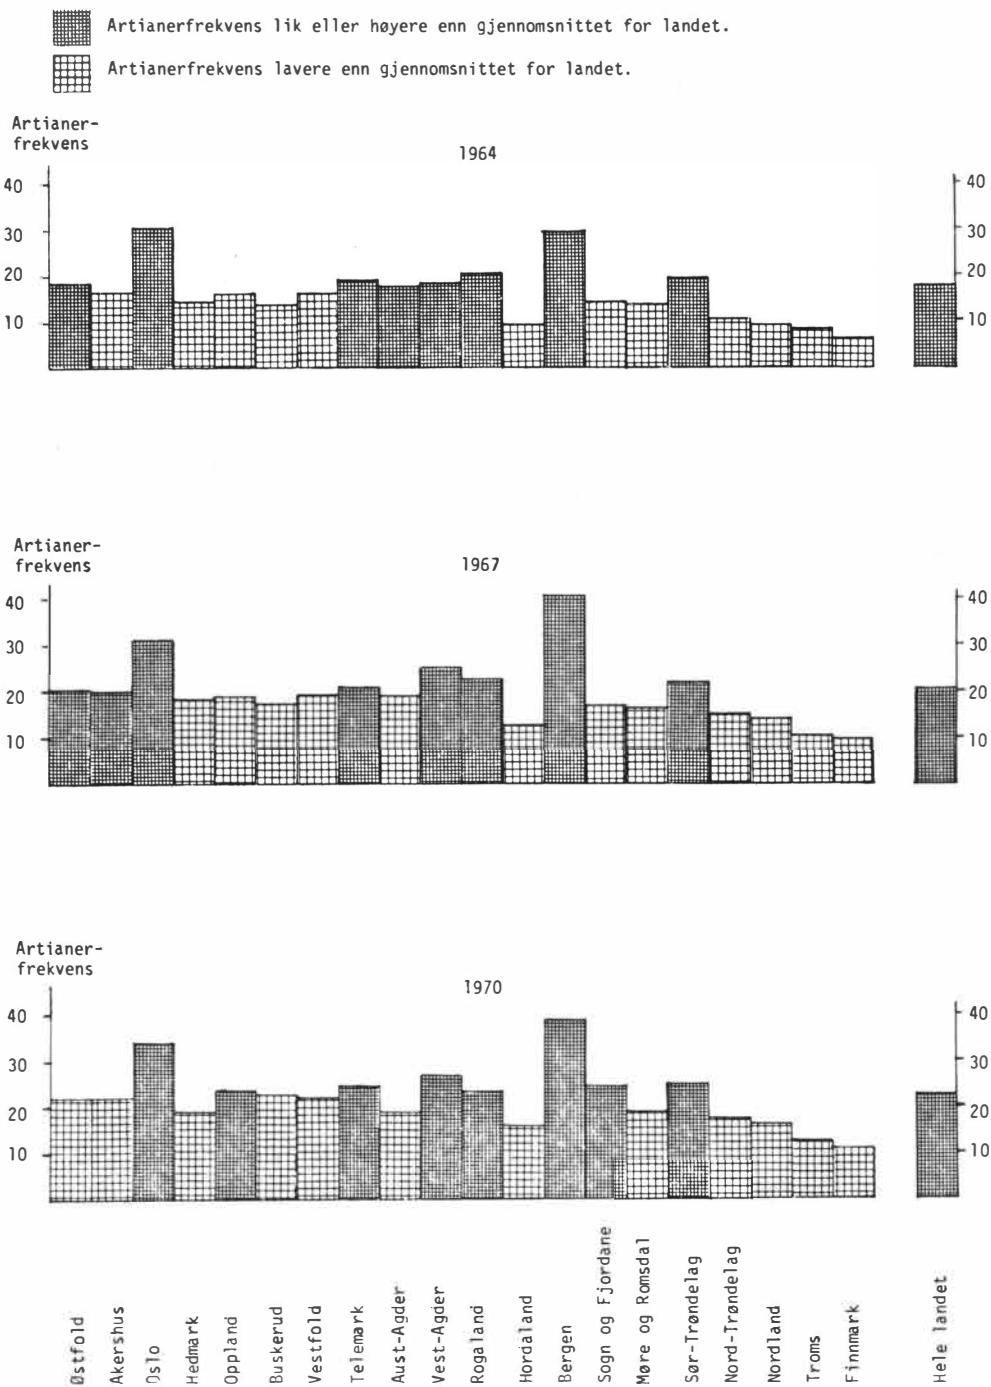 Artianerfrekvens lik eller høyere enn gjennomsnittet for landet.
Artianerfrekvens lavere enn gjennomsnittet for landet.
Artianer-
frekvens
1964
40
30
20
10
40
30
20
10
Artianer-
frekvens
1967
40
30
20
10
40
30
20
10
Artianer-
frekvens
1970
40
30
20
10
40
30
20
10
Østfold
Akershus
Oslo
Hedmark
Oppland
Buskerud
Vestfold
Telemark
Aust-Agder
Vest-Agder
Rogaland
Hordaland
Bergen
Sogn og Fjordane
Møre og Romsdal
Sør-Trøndelag
Nord-Trøndelag
Nordland
Troms
Finnmark
Hele landet